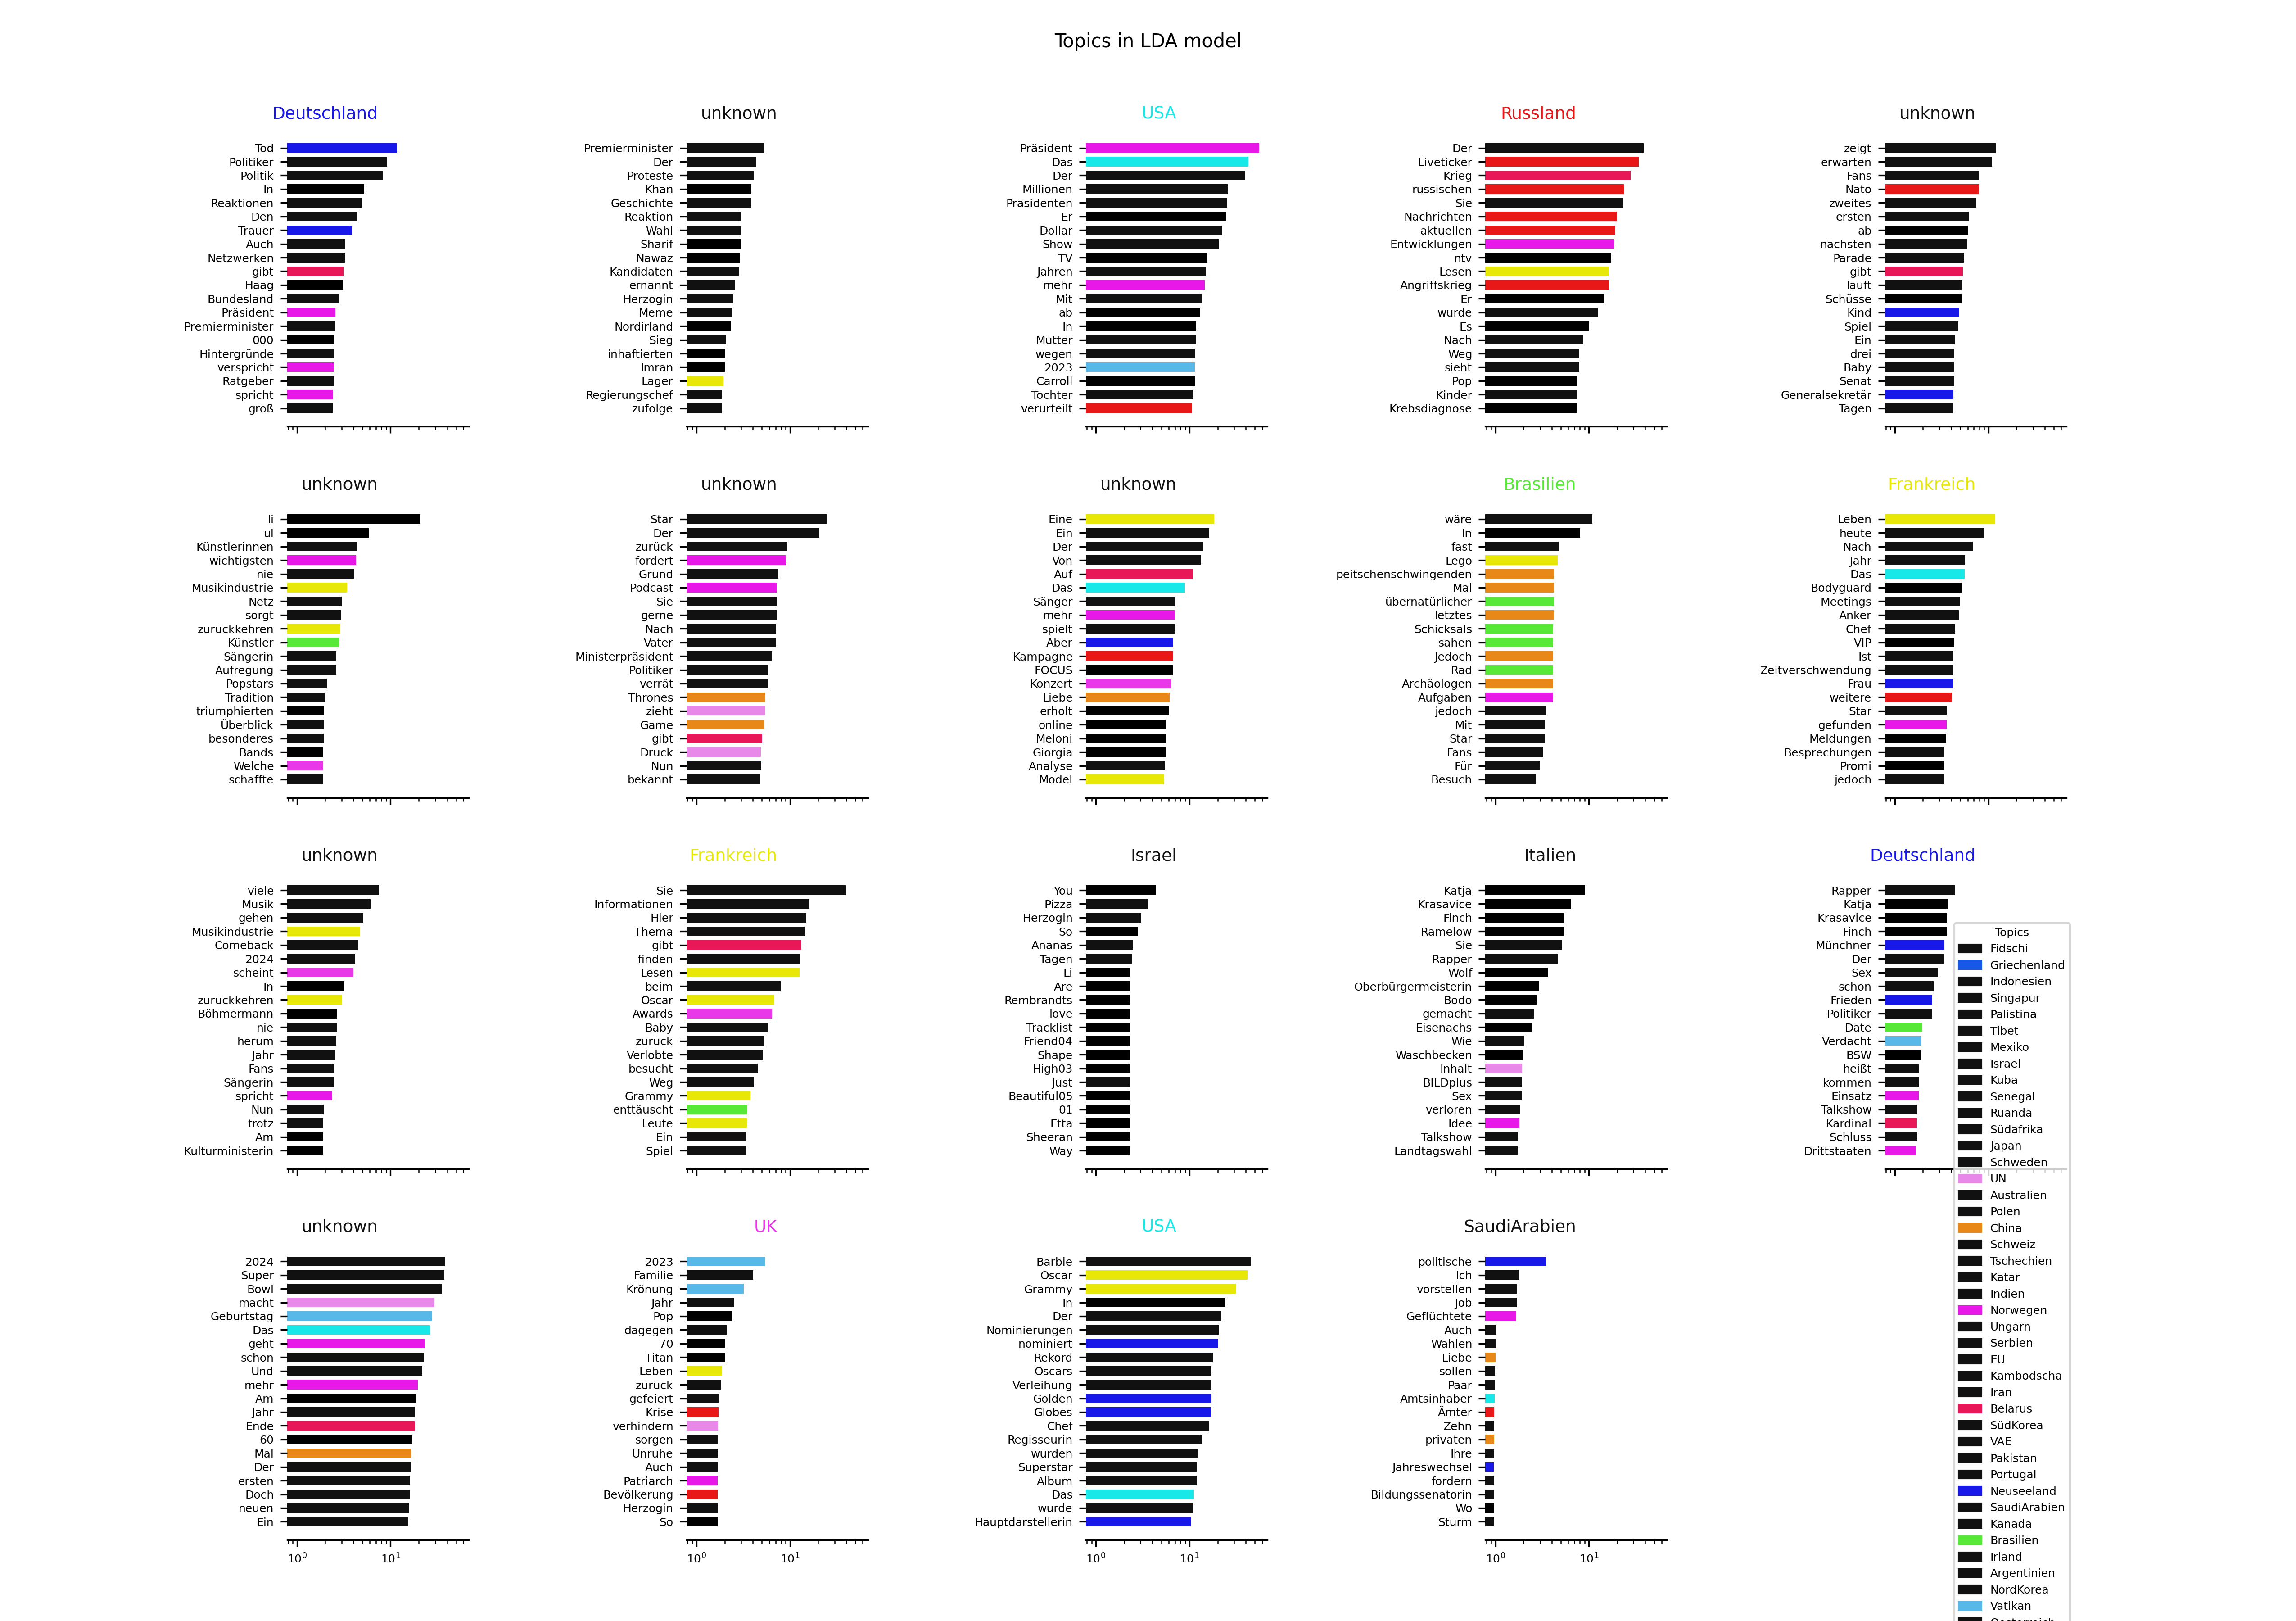 Topics in LDA model
Deutschland
Tod
Politiker
Politik
In
Reaktionen
Den
Trauer
Auch
Netzwerken
gibt
Haag
Bundesland
Präsident
Premierminister
000
Hintergründe
verspricht
Ratgeber
spricht
groß
unknown
Premierminister
Der
Proteste
Khan
Geschichte
Reaktion
Wahl
Sharif
Nawaz
Kandidaten
ernannt
Herzogin
Meme
Nordirland
Sieg
inhaftierten
Imran
Lager
Regierungschef
zufolge
USA
Präsident
Das
Der
Millionen
Präsidenten
Er
Dollar
Show
TV
Jahren
mehr
Mit
ab
In
Mutter
wegen
2023
Carroll
Tochter
verurteilt
Russland
Der
Liveticker
Krieg
russischen
Sie
Nachrichten
aktuellen
Entwicklungen
ntv
Lesen
Angriffskrieg
Er
wurde
Es
Nach
Weg
sieht
Pop
Kinder
Krebsdiagnose
unknown
zeigt
erwarten
Fans
Nato
zweites
ersten
ab
nächsten
Parade
gibt
läuft
Schüsse
Kind
Spiel
Ein
drei
Baby
Senat
Generalsekretär
Tagen
unknown
li
ul
Künstlerinnen
wichtigsten
nie
Musikindustrie
Netz
sorgt
zurückkehren
Künstler
Sängerin
Aufregung
Popstars
Tradition
triumphierten
Überblick
besonderes
Bands
Welche
schaffte
unknown
Star
Der
zurück
fordert
Grund
Podcast
Sie
gerne
Nach
Vater
Ministerpräsident
Politiker
verrät
Thrones
zieht
Game
gibt
Druck
Nun
bekannt
unknown
Eine
Ein
Der
Von
Auf
Das
Sänger
mehr
spielt
Aber
Kampagne
FOCUS
Konzert
Liebe
erholt
online
Meloni
Giorgia
Analyse
Model
Brasilien
wäre
In
fast
Lego
peitschenschwingenden
Mal
übernatürlicher
letztes
Schicksals
sahen
Jedoch
Rad
Archäologen
Aufgaben
jedoch
Mit
Star
Fans
Für
Besuch
Frankreich
Leben
heute
Nach
Jahr
Das
Bodyguard
Meetings
Anker
Chef
VIP
Ist
Zeitverschwendung
Frau
weitere
Star
gefunden
Meldungen
Besprechungen
Promi
jedoch
unknown
viele
Musik
gehen
Musikindustrie
Comeback
2024
scheint
In
zurückkehren
Böhmermann
nie
herum
Jahr
Fans
Sängerin
spricht
Nun
trotz
Am
Kulturministerin
Frankreich
Sie
Informationen
Hier
Thema
gibt
finden
Lesen
beim
Oscar
Awards
Baby
zurück
Verlobte
besucht
Weg
Grammy
enttäuscht
Leute
Ein
Spiel
Israel
You
Pizza
Herzogin
So
Ananas
Tagen
Li
Are
Rembrandts
love
Tracklist
Friend04
Shape
High03
Just
Beautiful05
01
Etta
Sheeran
Way
Italien
Katja
Krasavice
Finch
Ramelow
Sie
Rapper
Wolf
Oberbürgermeisterin
Bodo
gemacht
Eisenachs
Wie
Waschbecken
Inhalt
BILDplus
Sex
verloren
Idee
Talkshow
Landtagswahl
Deutschland
Rapper
Katja
Krasavice
Finch
Münchner
Der
Sex
schon
Frieden
Politiker
Date
Verdacht
BSW
heißt
kommen
Einsatz
Talkshow
Kardinal
Schluss
Drittstaaten
unknown
2024
Super
Bowl
macht
Geburtstag
Das
geht
schon
Und
mehr
Am
Jahr
Ende
60
Mal
Der
ersten
Doch
neuen
Ein
10⁰ 10¹
UK
2023
Familie
Krönung
Jahr
Pop
dagegen
70
Titan
Leben
zurück
gefeiert
Krise
verhindern
sorgen
Unruhe
Auch
Patriarch
Bevölkerung
Herzogin
So
10⁰ 10¹
USA
Barbie
Oscar
Grammy
In
Der
Nominierungen
nominiert
Rekord
Oscars
Verleihung
Golden
Globes
Chef
Regisseurin
wurden
Superstar
Album
Das
wurde
Hauptdarstellerin
10⁰ 10¹
SaudiArabien
politische
Ich
vorstellen
Job
Geflüchtete
Auch
Wahlen
Liebe
sollen
Paar
Amtsinhaber
Ämter
Zehn
privaten
Ihre
Jahreswechsel
fordern
Bildungssenatorin
Wo
Sturm
10⁰ 10¹
Topics
Fidschi
Griechenland
Indonesien
Singapur
Palistina
Tibet
Mexiko
Israel
Kuba
Senegal
Ruanda
Südafrika
Japan
Schweden
UN
Australien
Polen
China
Schweiz
Tschechien
Katar
Indien
Norwegen
Ungarn
Serbien
EU
Kambodscha
Iran
Belarus
SüdKorea
VAE
Pakistan
Portugal
Neuseeland
SaudiArabien
Kanada
Brasilien
Irland
Argentinien
NordKorea
Vatikan